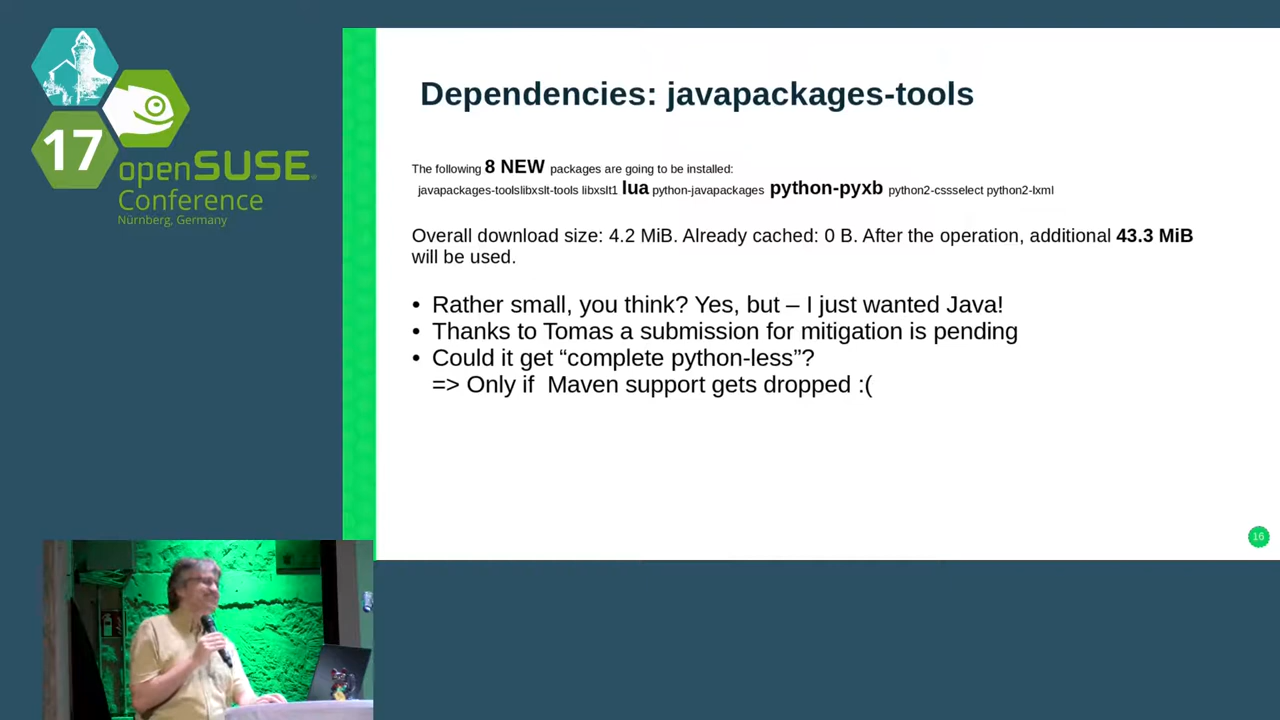 17
openSUSE
Conference
Nürnberg, Germany
Dependencies: javapackages-tools
The following 8 NEW packages are going to be installed:
javapackages-toolslibxslt-tools libxslt1 lua python-javapackages python-pyxb python2-cssselect python2-lxml
Overall download size: 4.2 MiB. Already cached: 0 B. After the operation, additional 43.3 MiB
will be used.
• Rather small, you think? Yes, but – I just wanted Java!
• Thanks to Tomas a submission for mitigation is pending
• Could it get “complete python-less”?
=> Only if  Maven support gets dropped :(
16